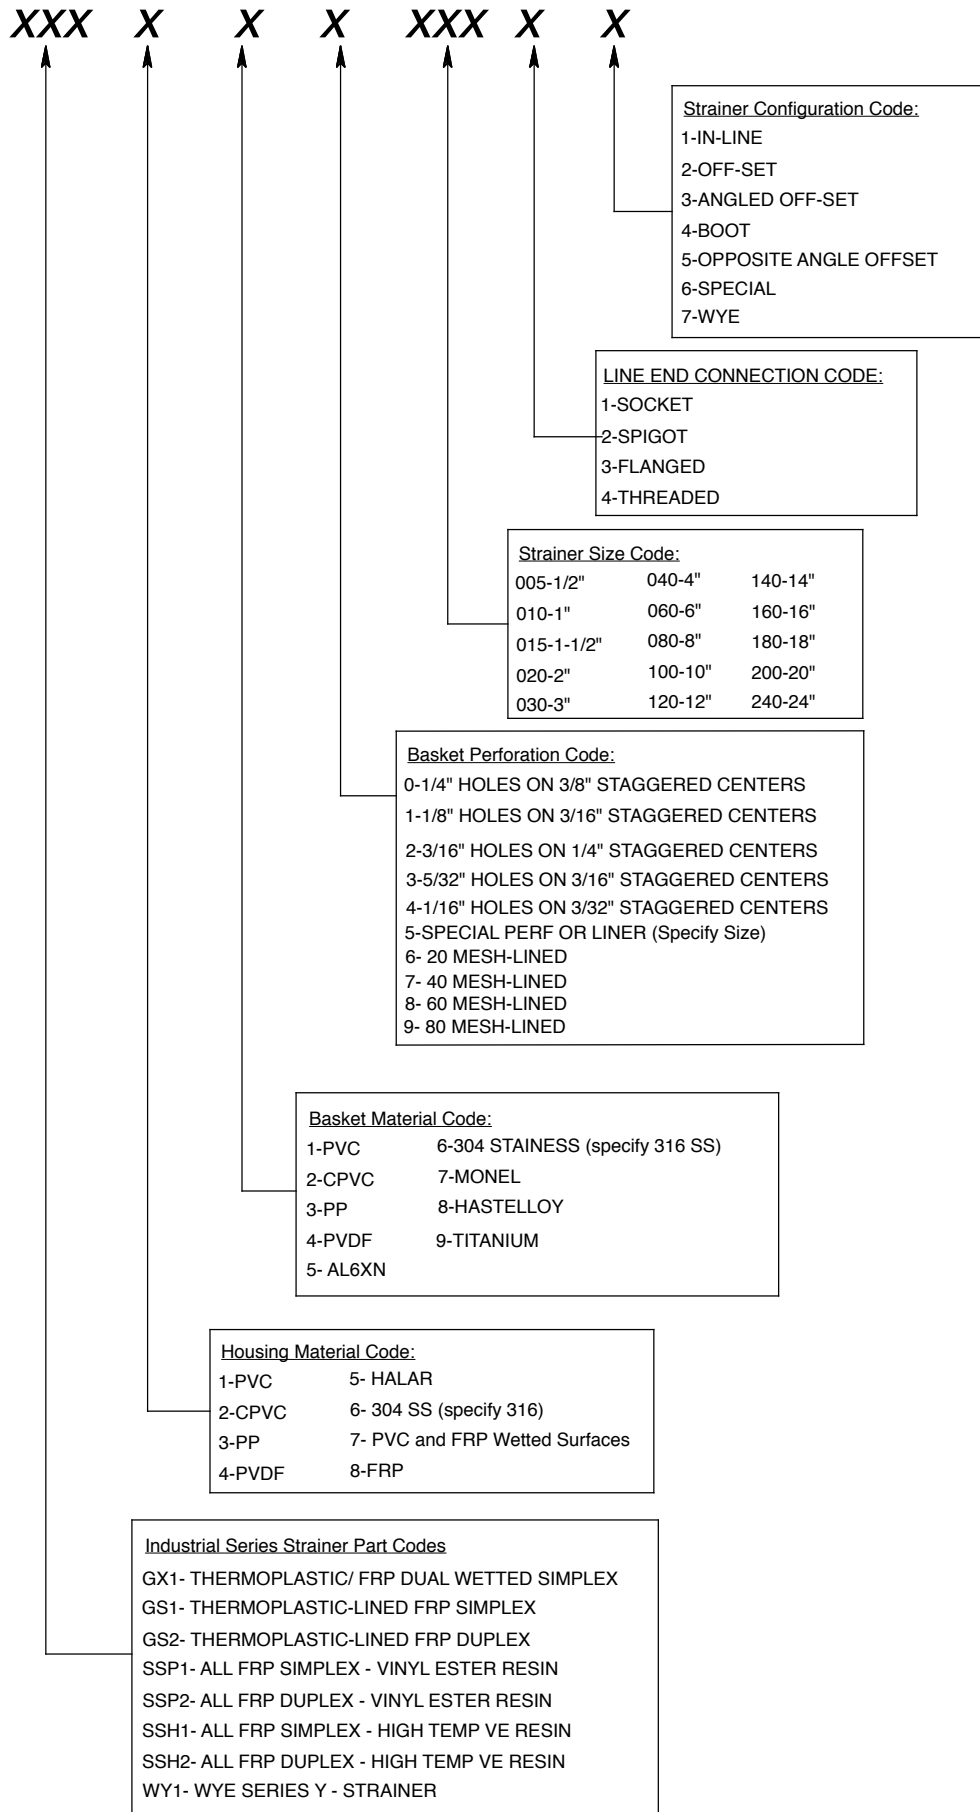 XXX X X X XXX X X
Strainer Configuration Code:
1-IN-LINE
2-OFF-SET
3-ANGLED OFF-SET
4-BOOT
5-OPPOSITE ANGLE OFFSET
6-SPECIAL
7-WYE
LINE END CONNECTION CODE:
1-SOCKET
2-SPIGOT
3-FLANGED
4-THREADED
Strainer Size Code:
005-1/2" 040-4" 140-14"
010-1" 060-6" 160-16"
015-1-1/2" 080-8" 180-18"
020-2" 100-10" 200-20"
030-3" 120-12" 240-24"
Basket Perforation Code:
0-1/4" HOLES ON 3/8" STAGGERED CENTERS
1-1/8" HOLES ON 3/16" STAGGERED CENTERS
2-3/16" HOLES ON 1/4" STAGGERED CENTERS
3-5/32" HOLES ON 3/16" STAGGERED CENTERS
4-1/16" HOLES ON 3/32" STAGGERED CENTERS
5-SPECIAL PERF OR LINER (Specify Size)
6- 20 MESH-LINED
7- 40 MESH-LINED
8- 60 MESH-LINED
9- 80 MESH-LINED
Basket Material Code:
1-PVC 6-304 STAINESS (specify 316 SS)
2-CPVC 7-MONEL
3-PP 8-HASTELLOY
4-PVDF 9-TITANIUM
5- AL6XN
Housing Material Code:
1-PVC 5- HALAR
2-CPVC 6- 304 SS (specify 316)
3-PP 7- PVC and FRP Wetted Surfaces
4-PVDF 8-FRP
Industrial Series Strainer Part Codes
GX1- THERMOPLASTIC/ FRP DUAL WETTED SIMPLEX
GS1- THERMOPLASTIC-LINED FRP SIMPLEX
GS2- THERMOPLASTIC-LINED FRP DUPLEX
SSP1- ALL FRP SIMPLEX - VINYL ESTER RESIN
SSP2- ALL FRP DUPLEX - VINYL ESTER RESIN
SSH1- ALL FRP SIMPLEX - HIGH TEMP VE RESIN
SSH2- ALL FRP DUPLEX - HIGH TEMP VE RESIN
WY1- WYE SERIES Y - STRAINER